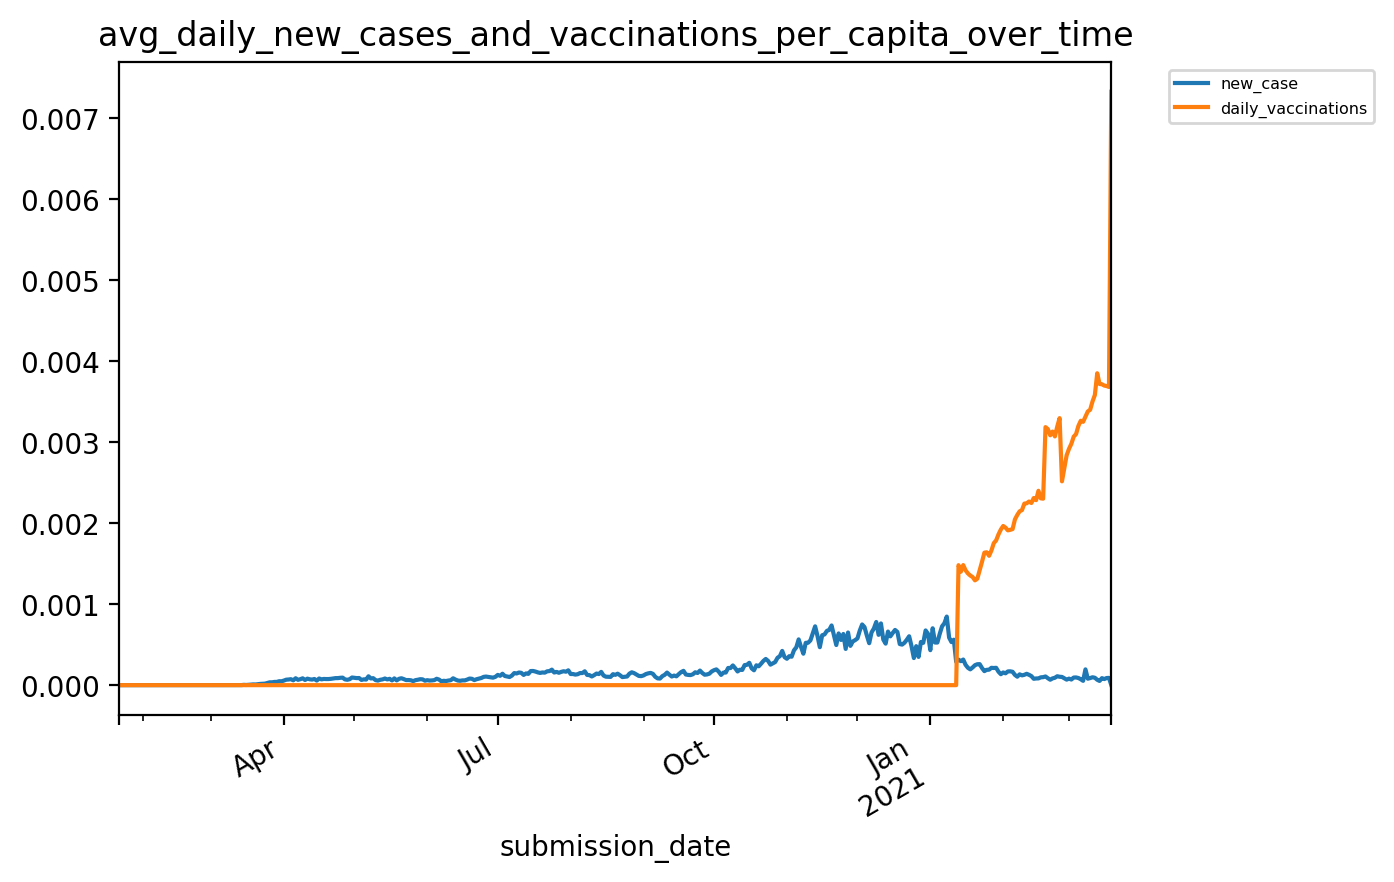 avg_daily_new_cases_and_vaccinations_per_capita_over_time
new_case
daily_vaccinations
0.007
0.006
0.005
0.004
0.003
0.002
0.001
0.000
Apr
Jul
Oct
Jan
2021
submission_date